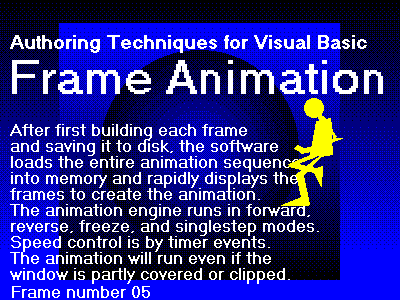 Authoring Techniques for Visual Basic
Frame Animation
After first building each frame
and saving it to disk, the software
loads the entire animation sequence
into memory and rapidly displays the
frames to create the animation.
The animation engine runs in forward,
reverse, freeze, and singlestep modes.
Speed control is by timer events.
The animation will run even if the
window is partly covered or clipped.
Frame number 05